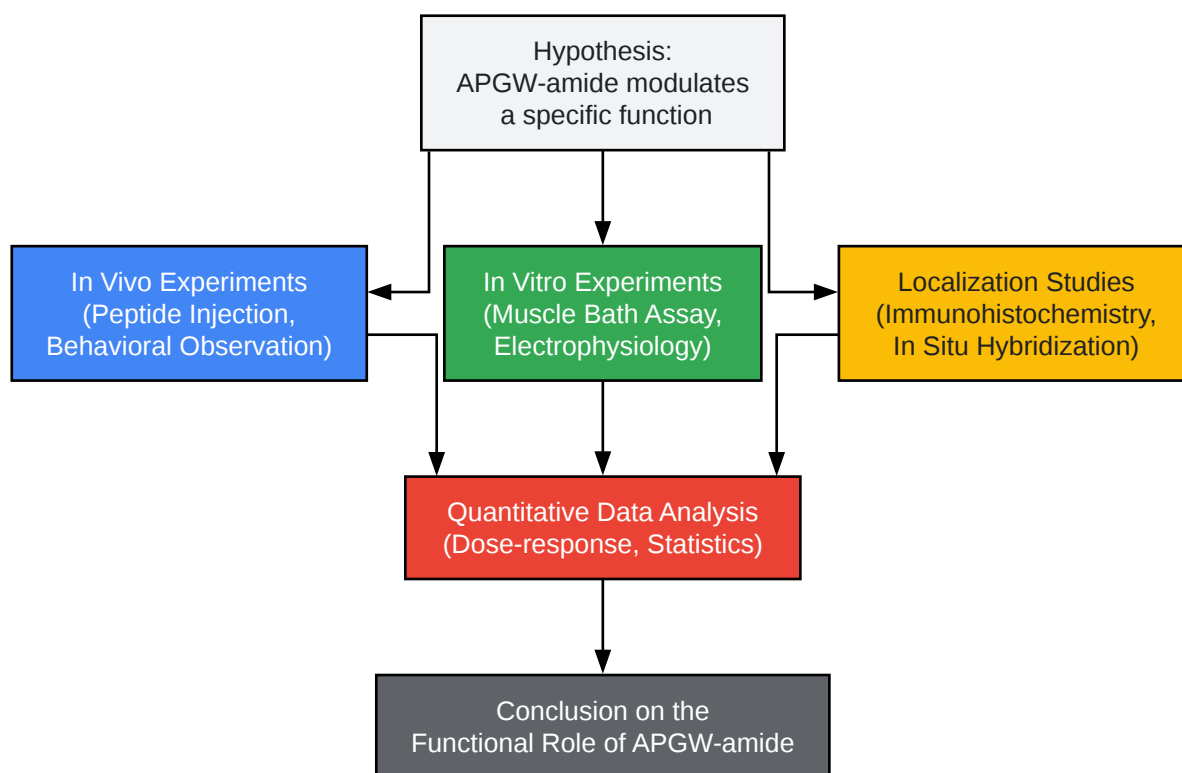 Hypothesis:
APGW-amide modulates
a specific function
In Vivo Experiments
(Peptide Injection,
Behavioral Observation)
In Vitro Experiments
(Muscle Bath Assay,
Electrophysiology)
Localization Studies
(Immunohistochemistry,
In Situ Hybridization)
Quantitative Data Analysis
(Dose-response, Statistics)
Conclusion on the
Functional Role of APGW-amide